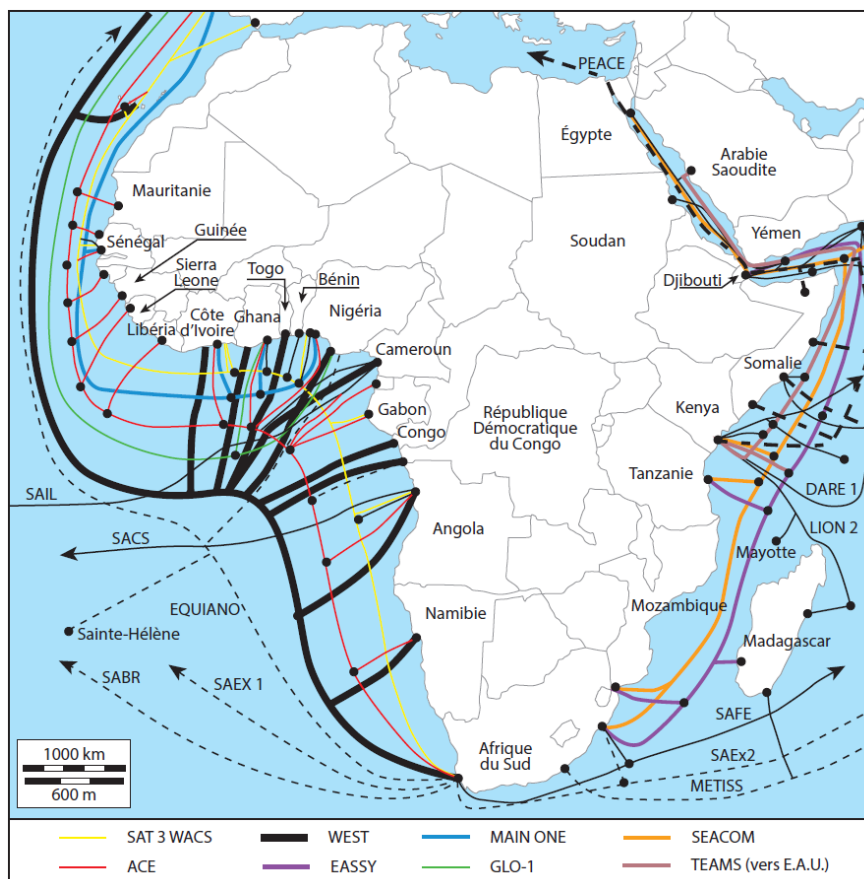 PEACE
Égypte
Arabie
Saoudite
Mauritanie
Guinée
Sénégal
Soudan
Yémen
Sierra
Leone
Togo
Bénin
Djibouti
Libéria
Côte
d'Ivoire
Ghana
Nigéria
Cameroun
Somalie
Gabon
République
Démocratique
du Congo
Kenya
Congo
Tanzanie
SAIL
DARE 1
SACS
Angola
LION 2
Mayotte
EQUIANO
Namibie
Mozambique
Sainte-Hélène
Madagascar
SABR
SAEX 1
SAFE
1000 km
600 m
Afrique
du Sud
SAEx2
METISS
SAT 3 WACS
WEST
MAIN ONE
SEACOM
ACE
EASSY
GLO-1
TEAMS (vers E.A.U.)